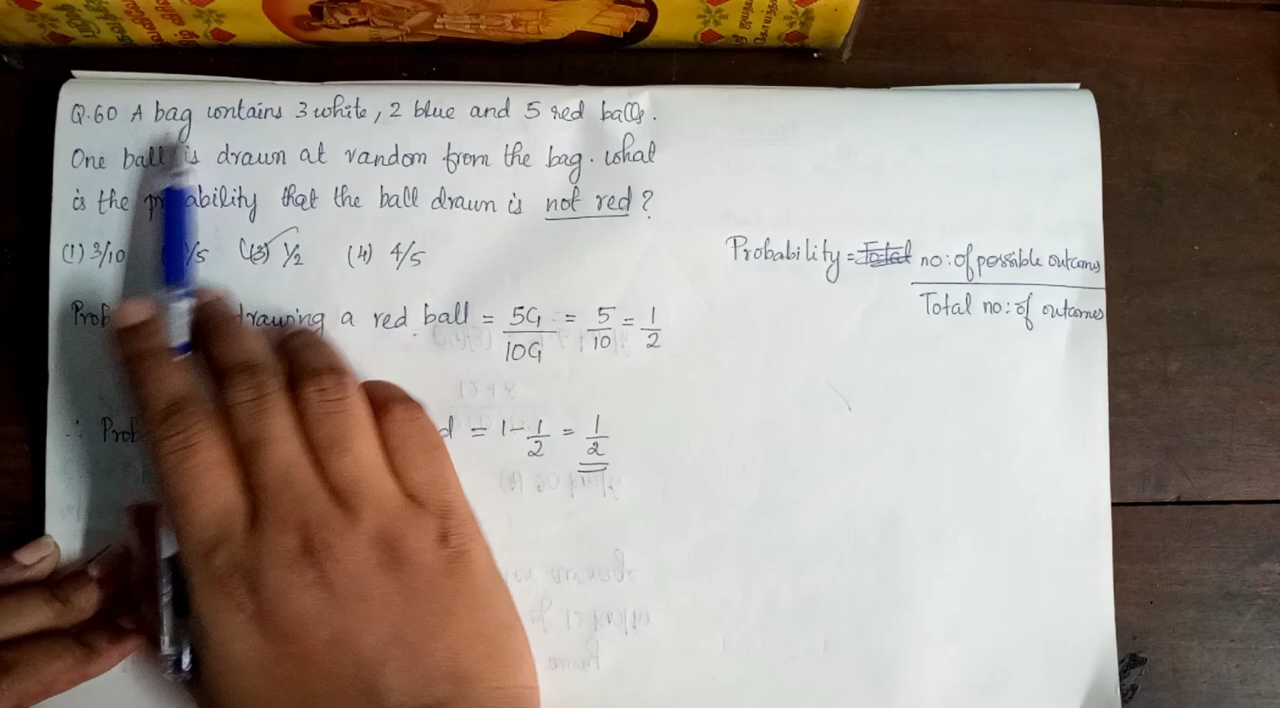 Q.60 A bag contains 3 white, 2 blue and 5 red balls.
One ball is drawn at random from the bag. what
is the ability that the ball drawn is not red?
(1) 3/10 1/5 (3) 1/2 (4) 4/5
Prob drawing a red ball = 5C1/10C1 = 5/10 = 1/2
∴ Prob d = 1 - 1/2 = 1/2
Probability = no: of possible outcomes
Total no: of outcomes